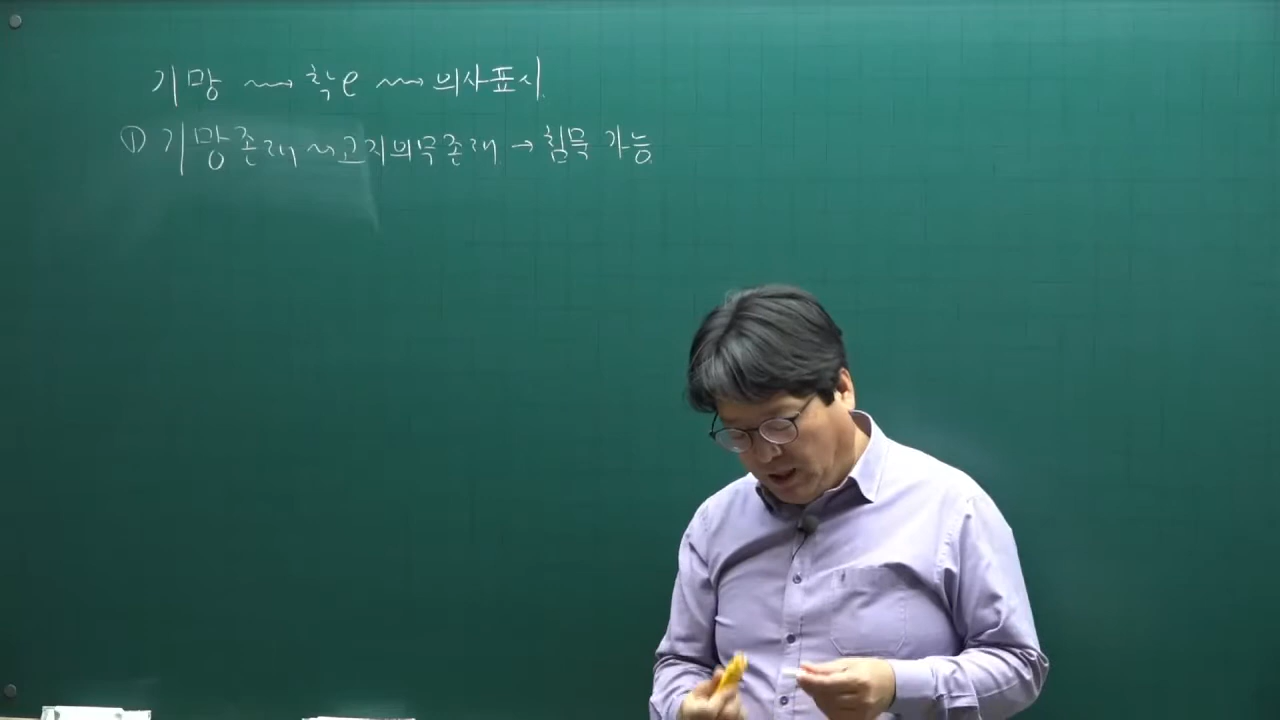 기망 → 착e → 의사표시
① 기망존재 → 고지의무존재 → 침묵 가능